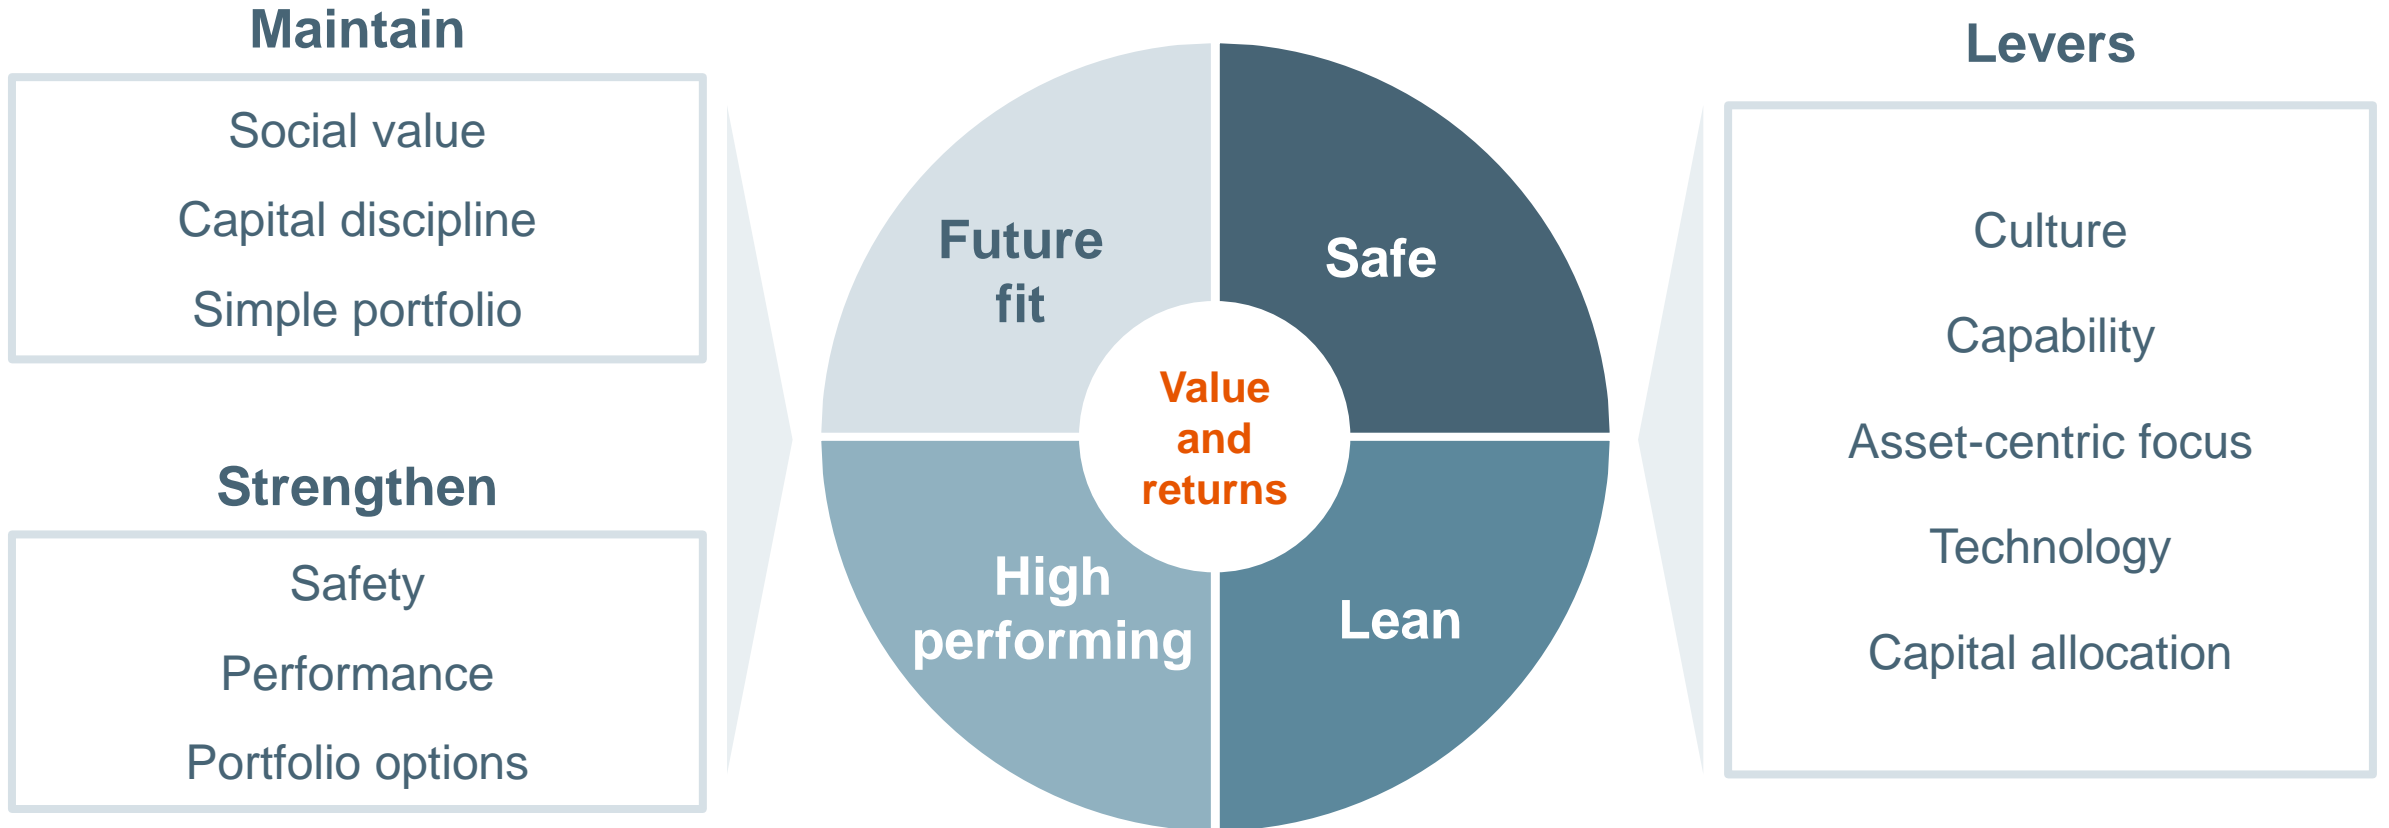 Maintain
Social value
Capital discipline
Simple portfolio
Strengthen
Safety
Performance
Portfolio options
Future
fit
Safe
Value
and
returns
High
performing
Lean
Levers
Culture
Capability
Asset-centric focus
Technology
Capital allocation